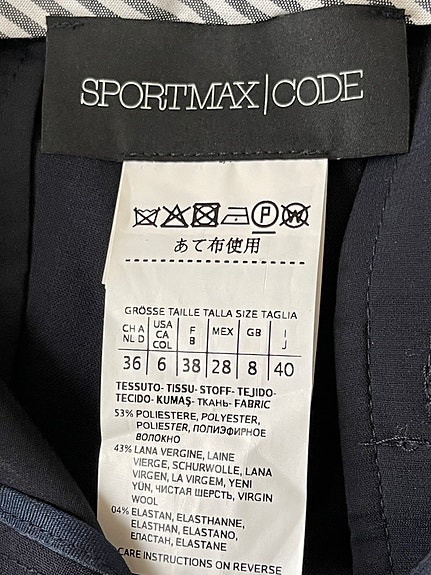 SPORTMAX|CODE
P W
あて布使用
GRÖSSE TAILLE TALLA SIZE TAGLIA
CH A NL D | USA CA COL | F B | MEX | GB | I J
36 | 6 | 38 | 28 | 8 | 40
TESSUTO- TISSU- STOFF- TEJIDO-
TECIDO- KUMAŞ- ТКАНЬ- FABRIC
53% POLIESTERE, POLYESTER,
POLIESTER, ПОЛИЭФИРНОЕ
ВОЛОКНО
43% LANA VERGINE, LAINE
VIERGE, SCHURWOLLE, LANA
VIRGEN, LA VIRGEM, YENI
YÜN, ЧИСТАЯ ШЕРСТЬ, VIRGIN
WOOL
04% ELASTAN, ELASTHANNE,
ELASTHAN, ELASTANO,
ЕЛАСТАН, ELASTANE
CARE INSTRUCTIONS ON REVERSE